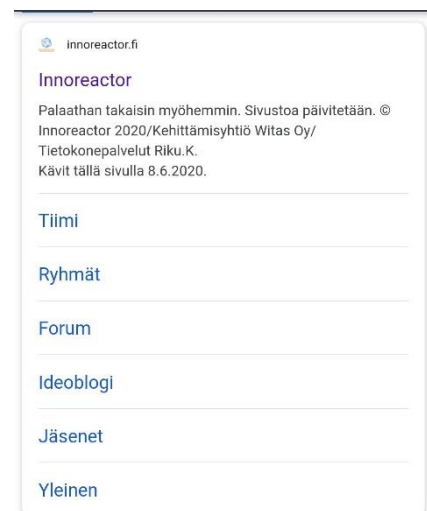 innoreactor.fi
Innoreactor
Palaathan takaisin myöhemmin. Sivustoa päivitetään. ©
Innoreactor 2020/Kehittämisyhtiö Witas Oy/
Tietokonepalvelut Riku.K.
Kävit tällä sivulla 8.6.2020.
Tiimi
Ryhmät
Forum
Ideoblogi
Jäsenet
Yleinen